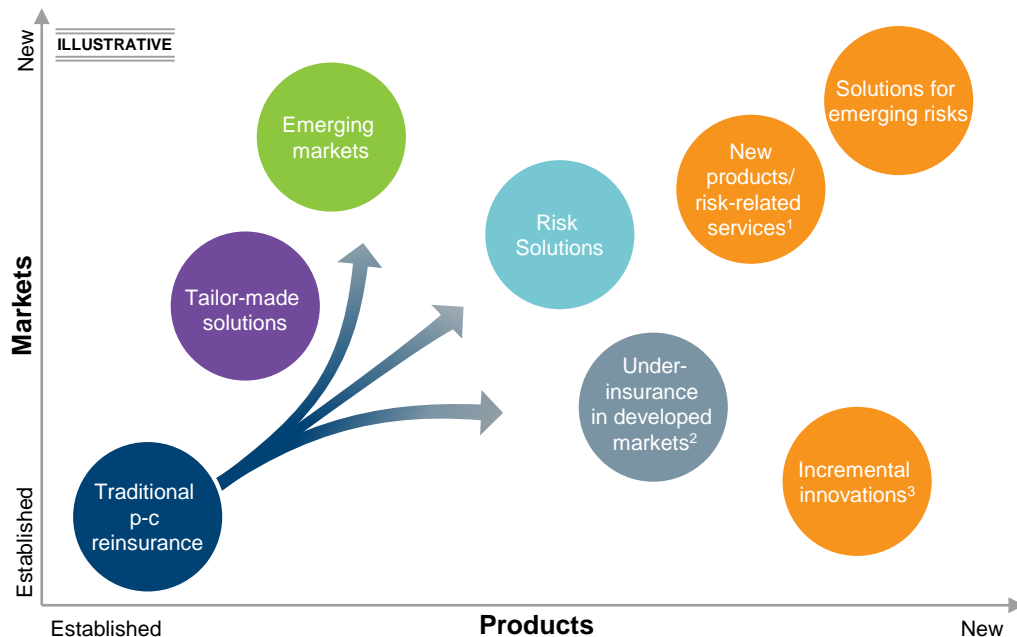 New
ILLUSTRATIVE
Solutions for
emerging risks
Emerging
markets
New
products/
risk-related
services¹
Risk
Solutions
Tailor-made
solutions
Markets
Under-
insurance
in developed
markets²
Incremental
innovations³
Traditional
p-c
reinsurance
Established
Established
Products
New